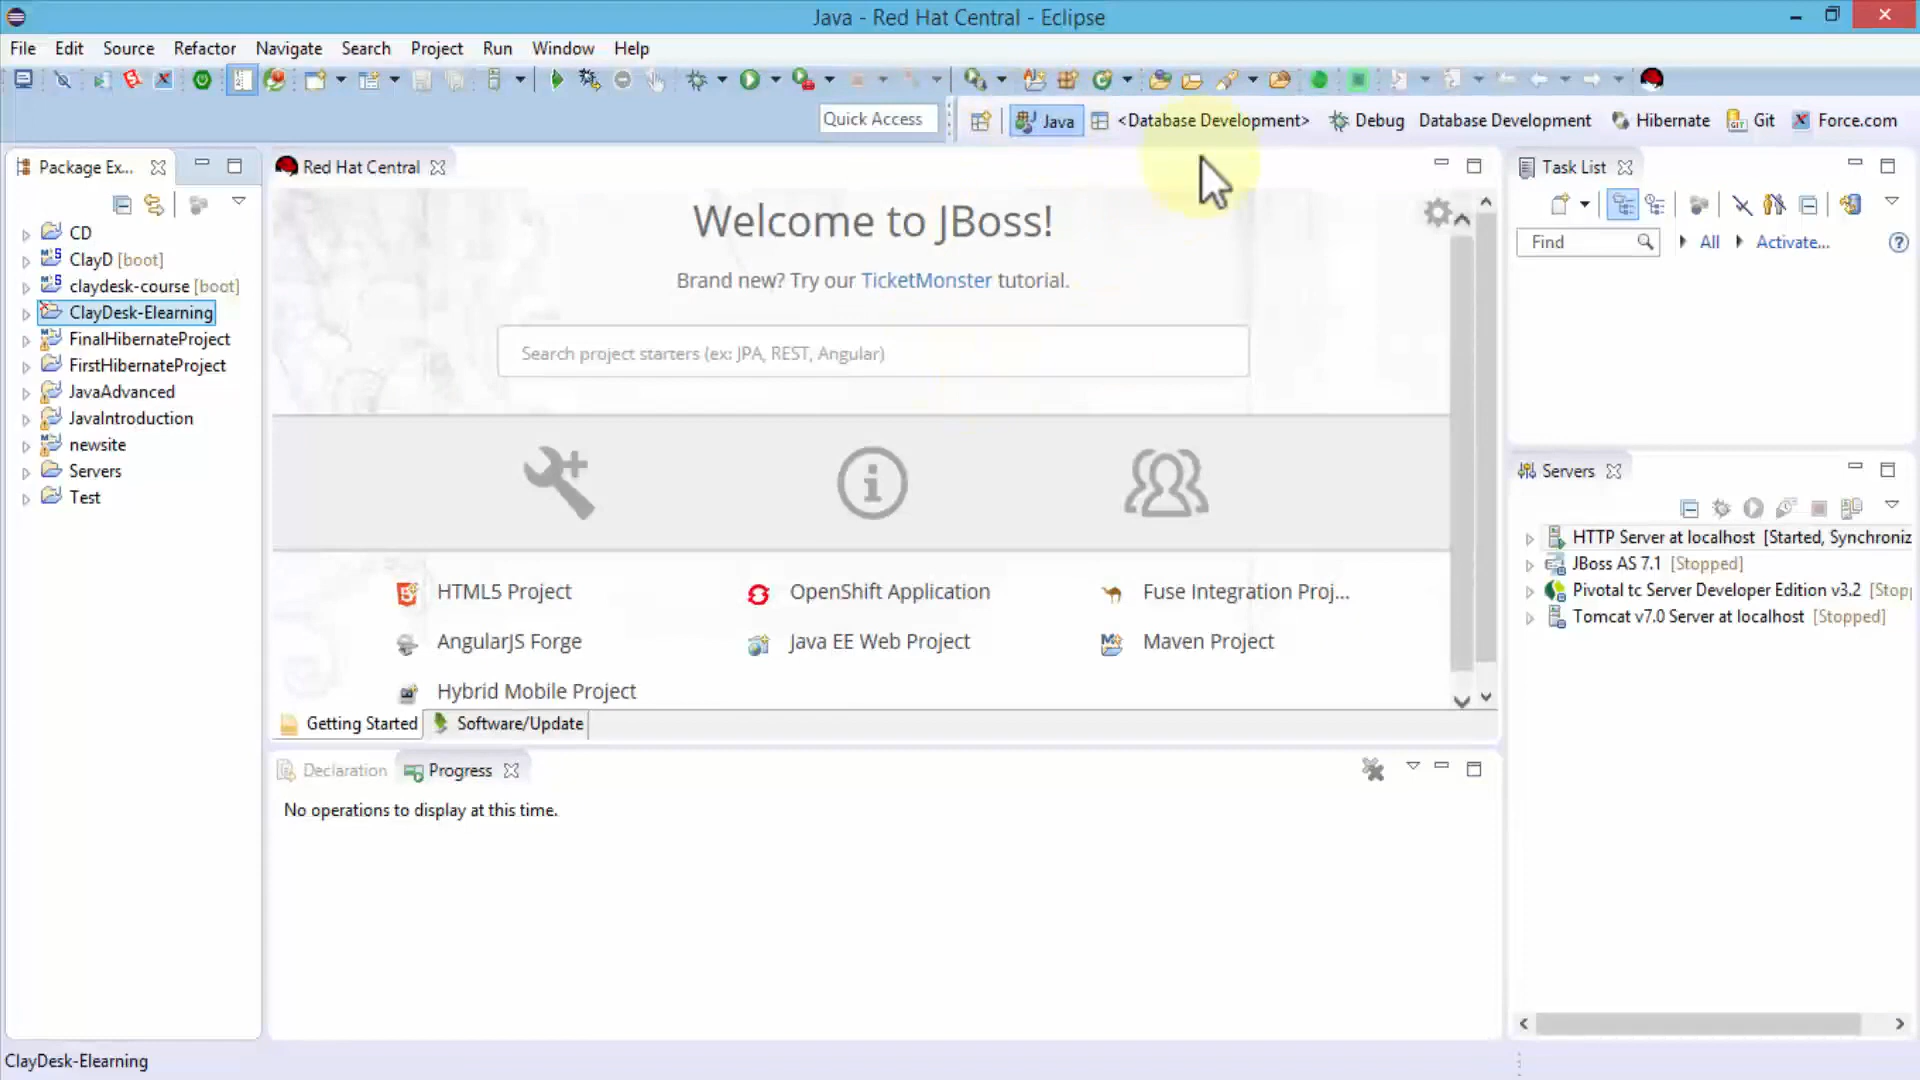 Java - Red Hat Central - Eclipse
File Edit Source Refactor Navigate Search Project Run Window Help
Quick Access
Java <Database Development> Debug Database Development Hibernate Git Force.com
Package Ex...
CD
ClayD [boot]
claydesk-course [boot]
ClayDesk-Elearning
FinalHibernateProject
FirstHibernateProject
JavaAdvanced
JavaIntroduction
newsite
Servers
Test
Red Hat Central
Welcome to JBoss!
Brand new? Try our TicketMonster tutorial.
Search project starters (ex: JPA, REST, Angular)
HTML5 Project OpenShift Application Fuse Integration Proj...
AngularJS Forge Java EE Web Project Maven Project
Hybrid Mobile Project
Getting Started Software/Update
Declaration Progress
No operations to display at this time.
Task List
Find All Activate...
Servers
HTTP Server at localhost [Started, Synchroniz
JBoss AS 7.1 [Stopped]
Pivotal tc Server Developer Edition v3.2 [Stop
Tomcat v7.0 Server at localhost [Stopped]
ClayDesk-Elearning